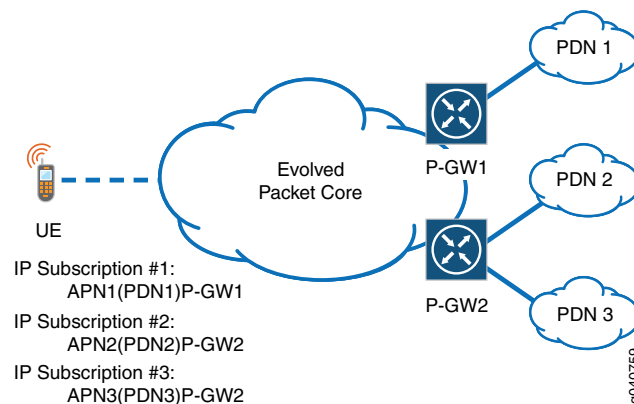 PDN 1
Evolved
Packet Core
P-GW1
PDN 2
UE
IP Subscription #1:
APN1(PDN1)P-GW1
P-GW2
IP Subscription #2:
APN2(PDN2)P-GW2
PDN 3
IP Subscription #3:
APN3(PDN3)P-GW2
g040759